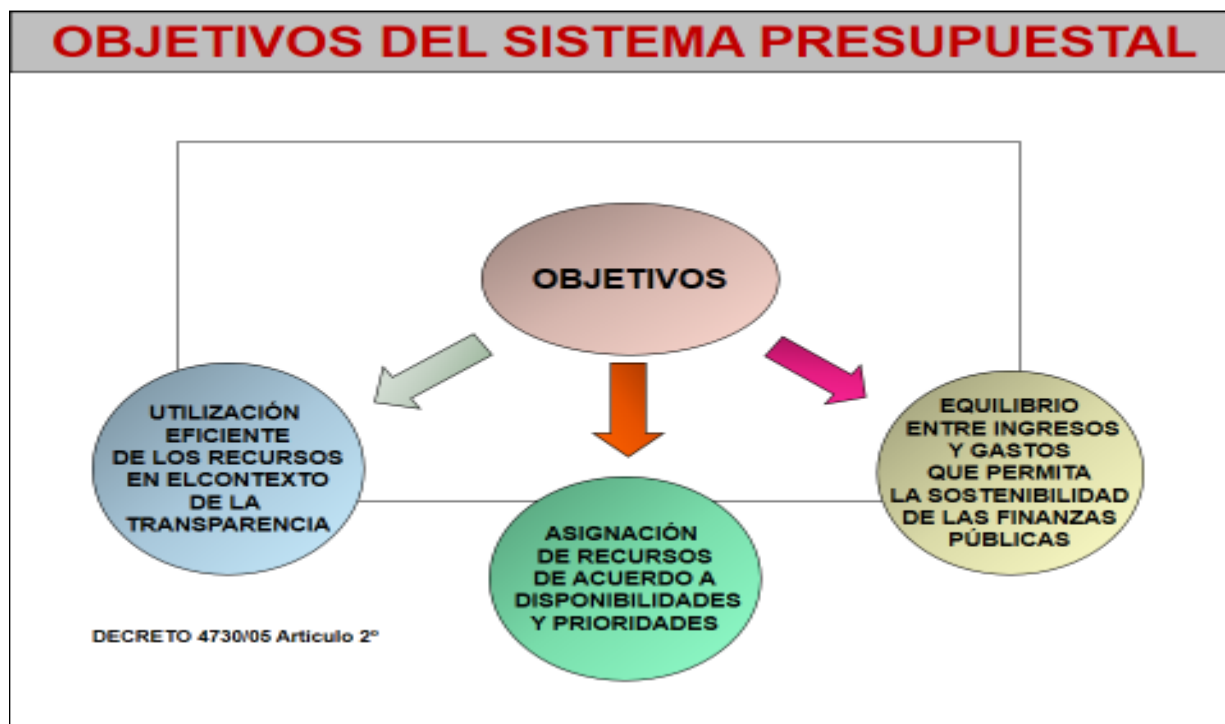 OBJETIVOS DEL SISTEMA PRESUPUESTAL
OBJETIVOS
UTILIZACIÓN
EFICIENTE
DE LOS RECURSOS
EN ELCONTEXTO
DE LA
TRANSPARENCIA
ASIGNACIÓN
DE RECURSOS
DE ACUERDO A
DISPONIBILIDADES
Y PRIORIDADES
EQUILIBRIO
ENTRE INGRESOS
Y GASTOS
QUE PERMITA
LA SOSTENIBILIDAD
DE LAS FINANZAS
PÚBLICAS
DECRETO 4730/05 Artículo 2º